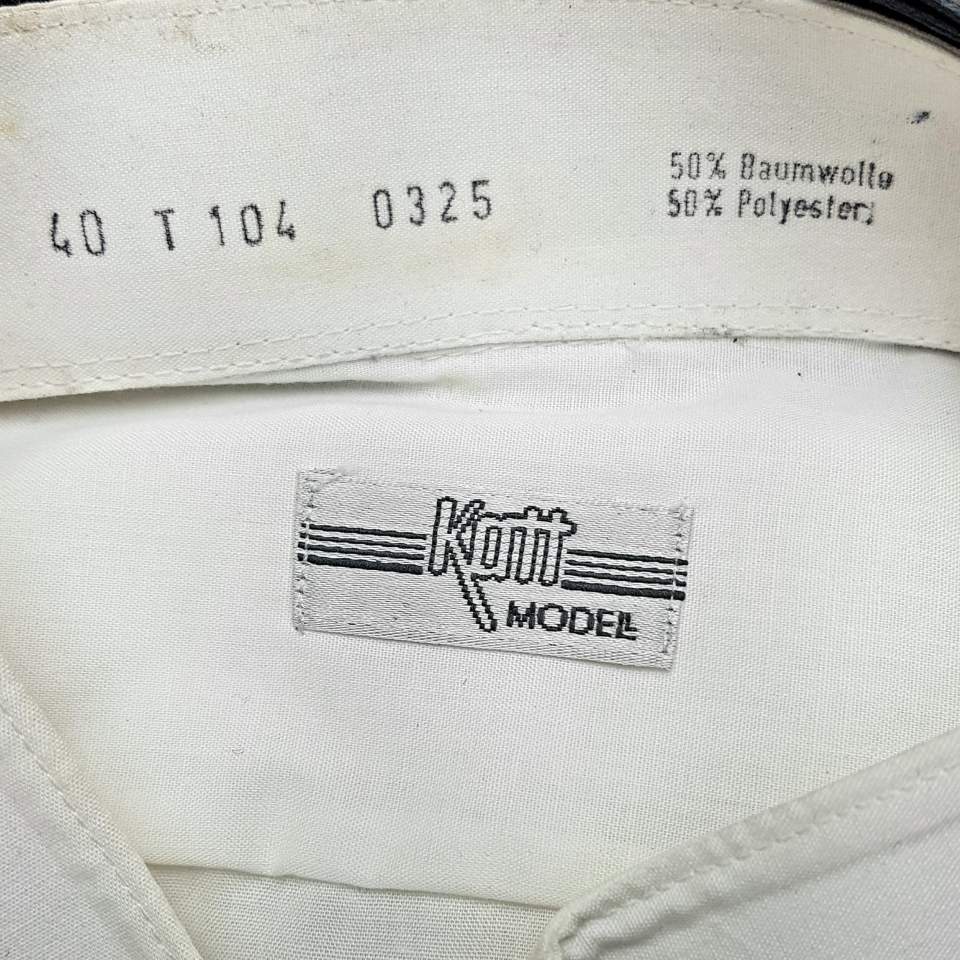 40 T 104 0325
50% Baumwolle
50% Polyester
Kott
MODELL